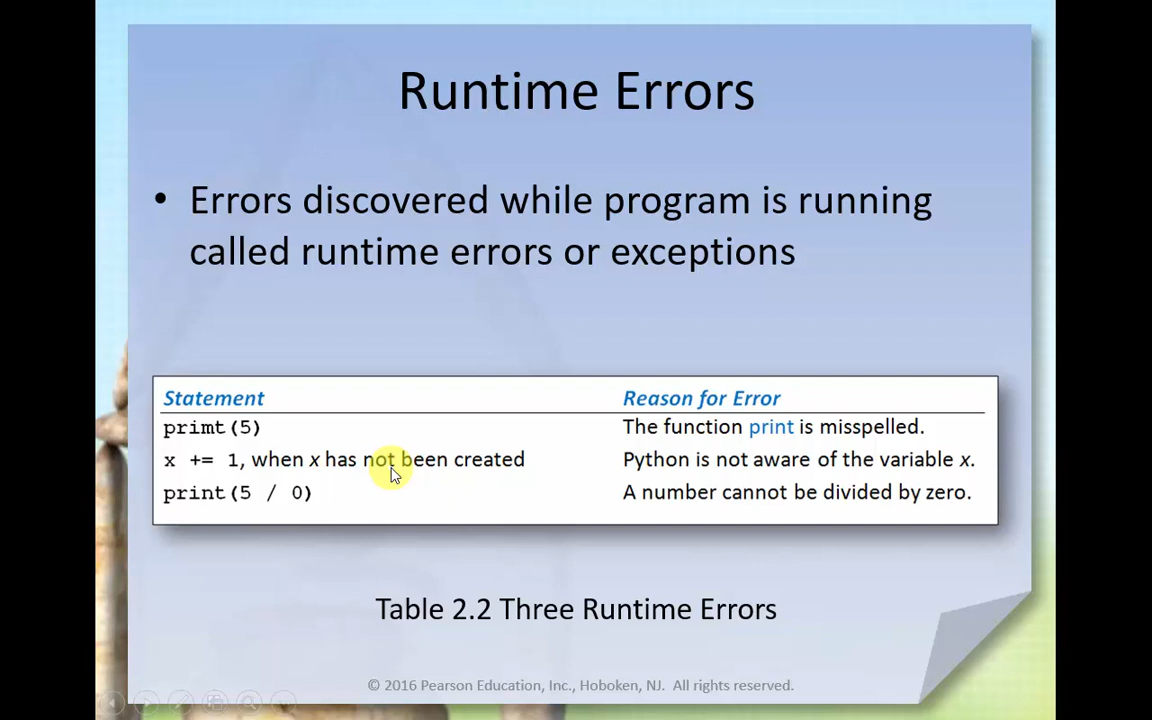 Runtime Errors
• Errors discovered while program is running
called runtime errors or exceptions
Statement Reason for Error
primt(5) The function print is misspelled.
x += 1, when x has not been created Python is not aware of the variable x.
print(5 / 0) A number cannot be divided by zero.
Table 2.2 Three Runtime Errors
© 2016 Pearson Education, Inc., Hoboken, NJ. All rights reserved.